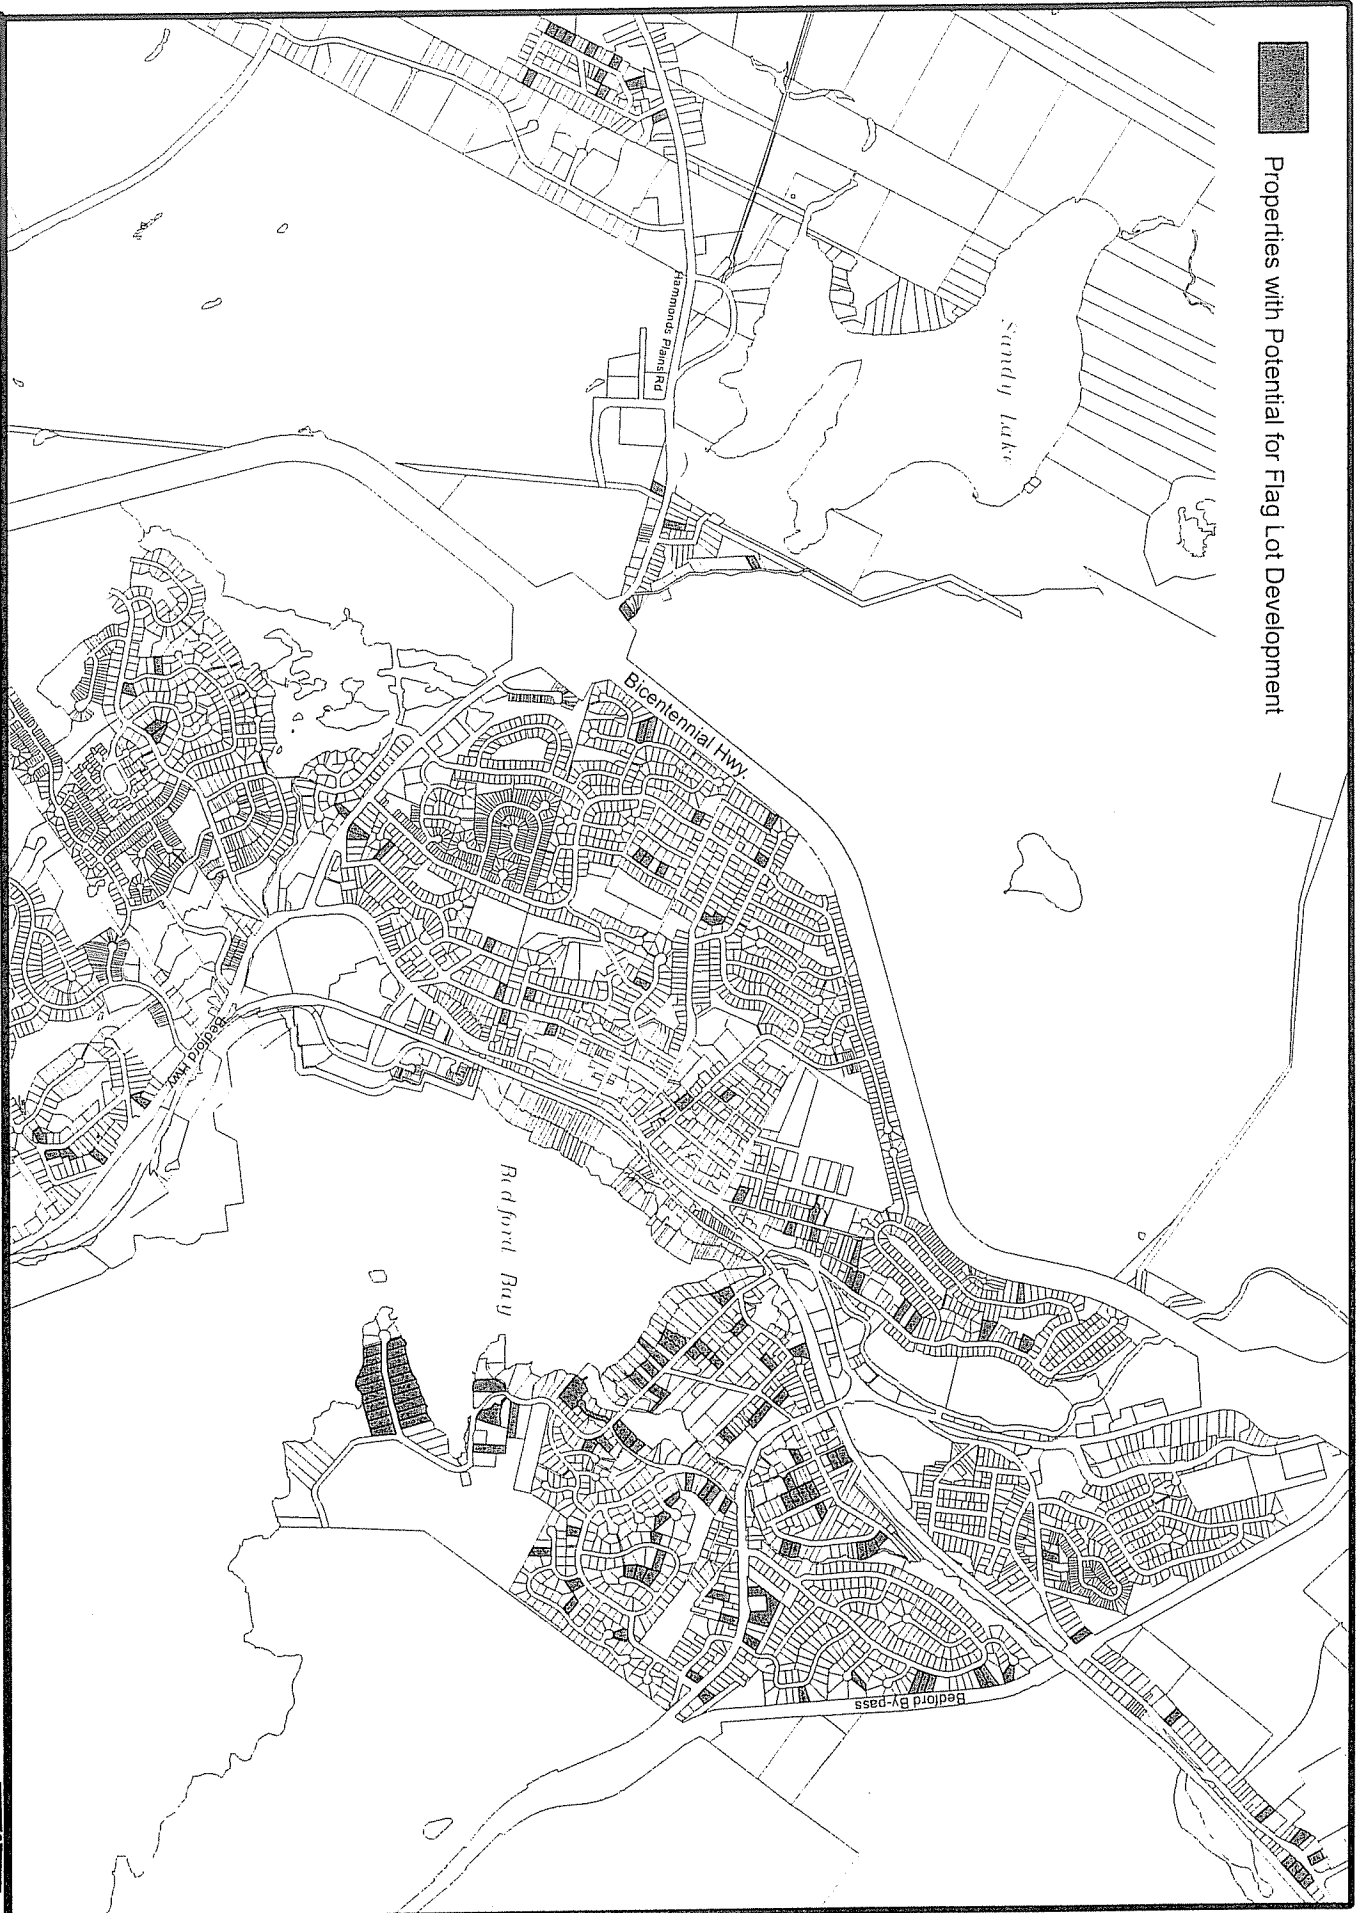 Properties with Potential for Flag Lot Development
Sandy Lake
Hammonds Plains Rd
Bicentennial Hwy.
Bedford Hwy
Bedford Bay
Bedford By-pass